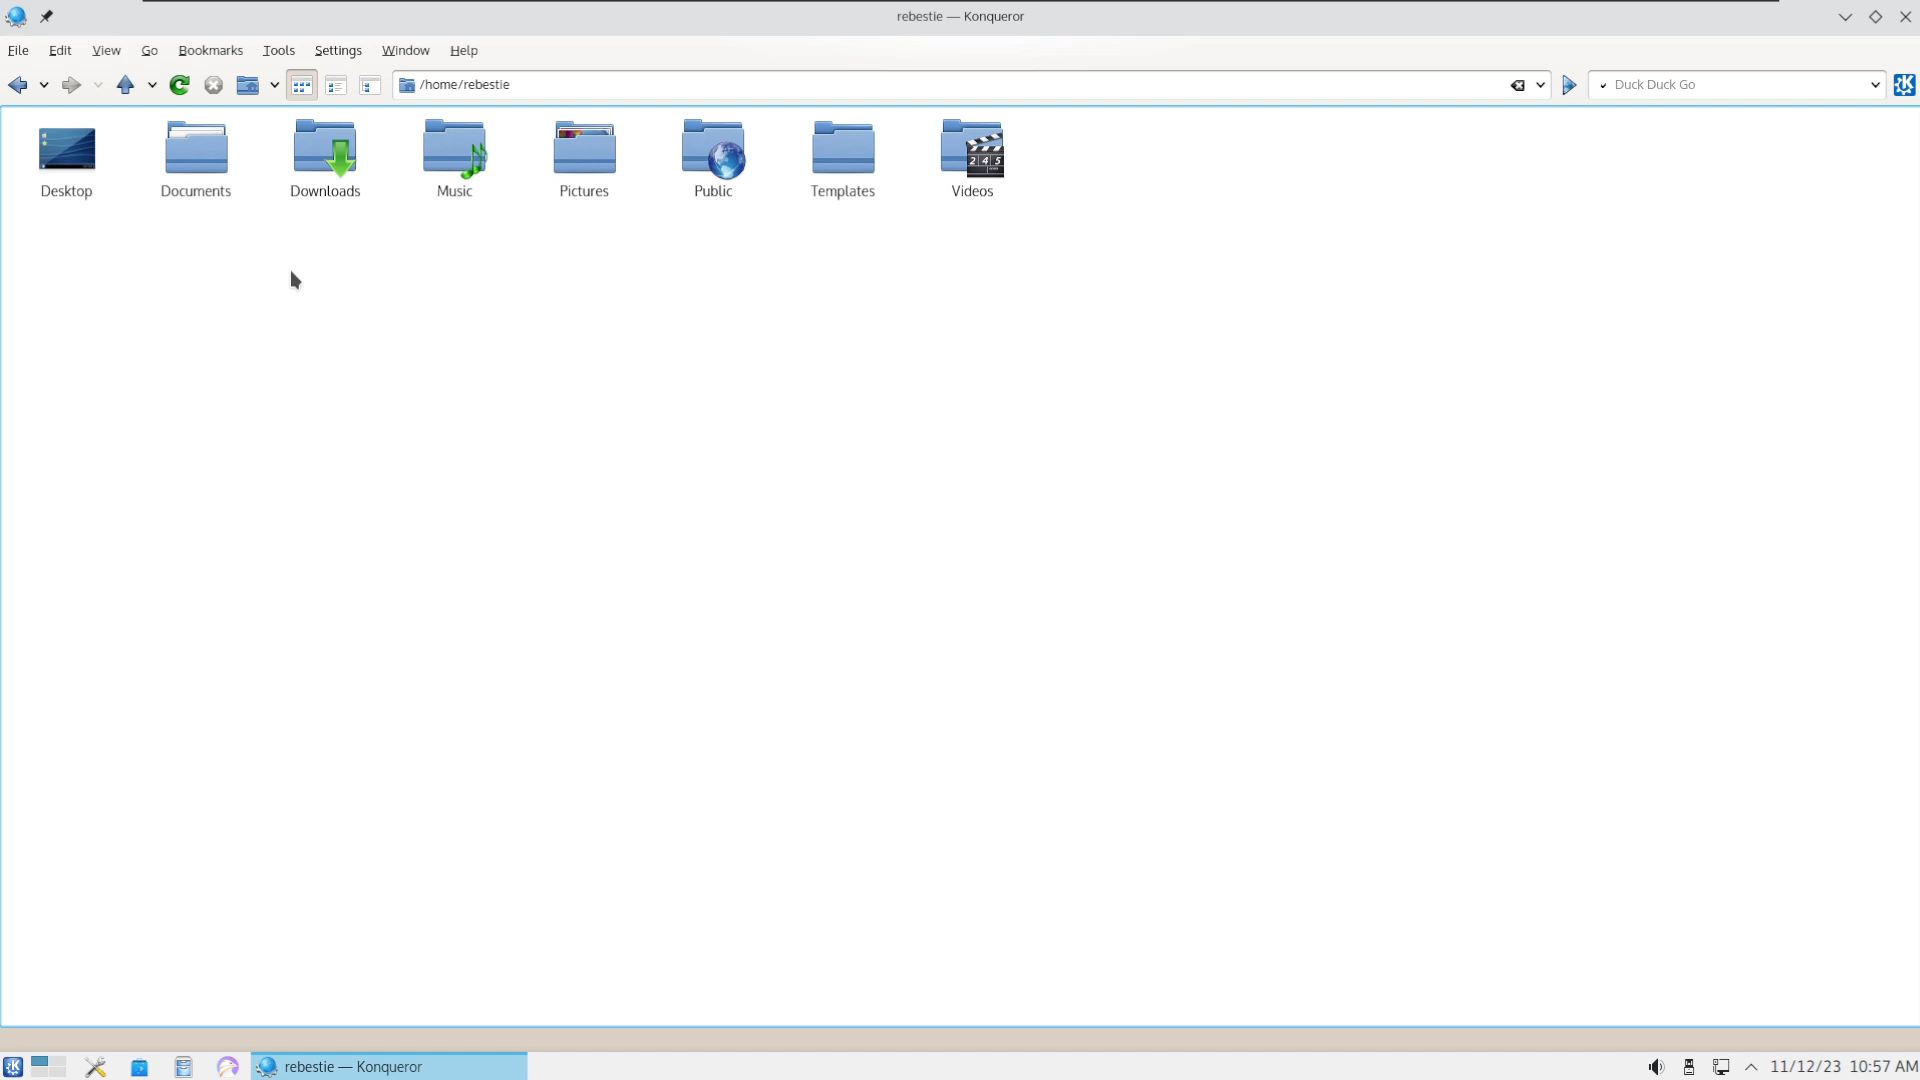 rebestie — Konqueror
File Edit View Go Bookmarks Tools Settings Window Help
/home/rebestie Duck Duck Go
Desktop Documents Downloads Music Pictures Public Templates Videos
rebestie — Konqueror 11/12/23 10:57 AM